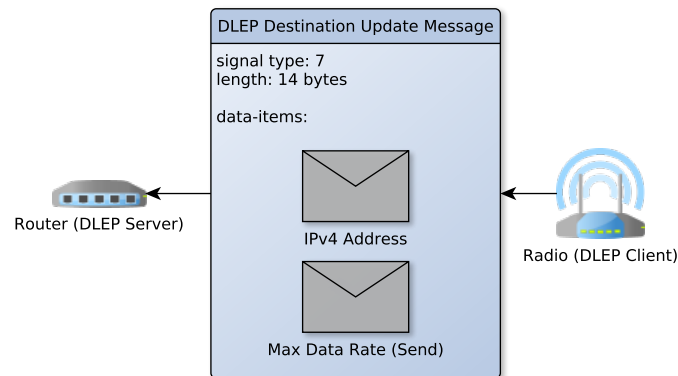 DLEP Destination Update Message
signal type: 7
length: 14 bytes
data-items:
Router (DLEP Server)
IPv4 Address
Radio (DLEP Client)
Max Data Rate (Send)